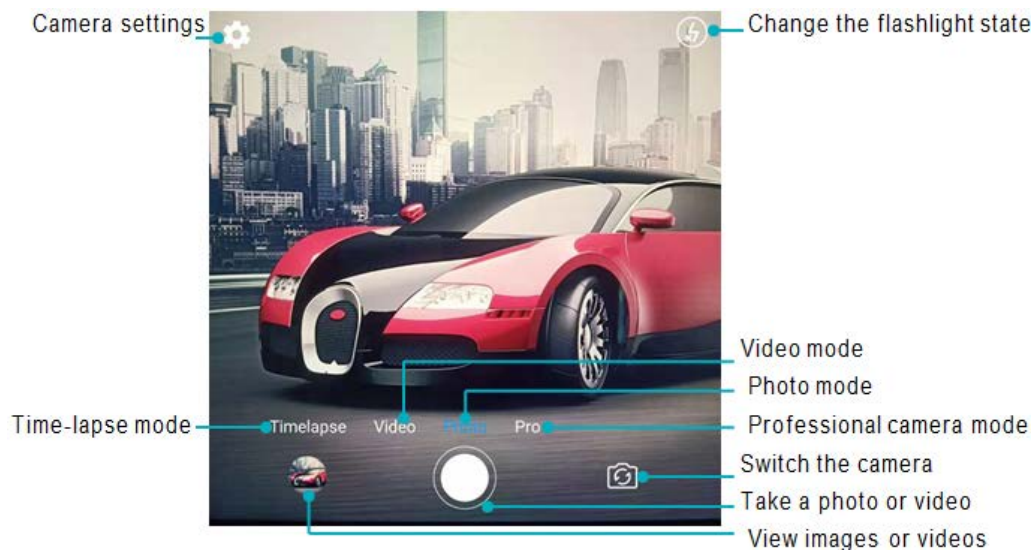 Camera settings
Change the flashlight state
Video mode
Photo mode
Time-lapse mode
Timelapse Video Pro
Professional camera mode
Switch the camera
Take a photo or video
View images or videos